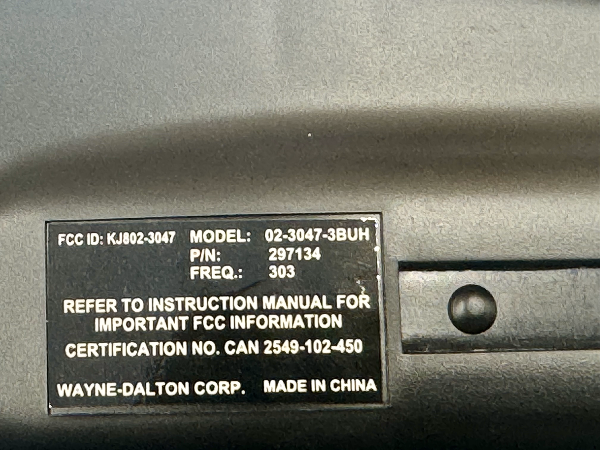 FCC ID: KJ802-3047 MODEL: 02-3047-3BUH
P/N: 297134
FREQ.: 303
REFER TO INSTRUCTION MANUAL FOR
IMPORTANT FCC INFORMATION
CERTIFICATION NO. CAN 2549-102-450
WAYNE-DALTON CORP. MADE IN CHINA